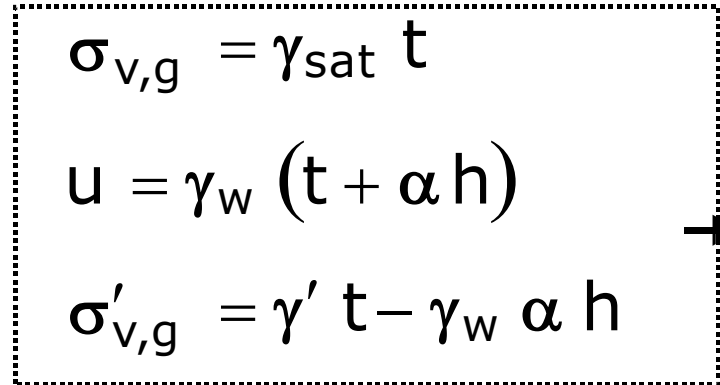 σv,g = γsat t
u = γw (t + α h)
σ′v,g = γ′ t − γw α h